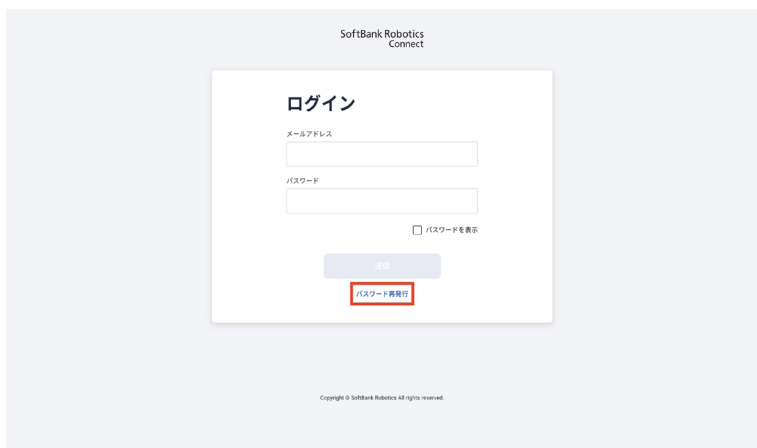 SoftBank Robotics
Connect
ログイン
メールアドレス
パスワード
パスワードを表示
送信
パスワード再発行
Copyright © SoftBank Robotics All rights reserved.